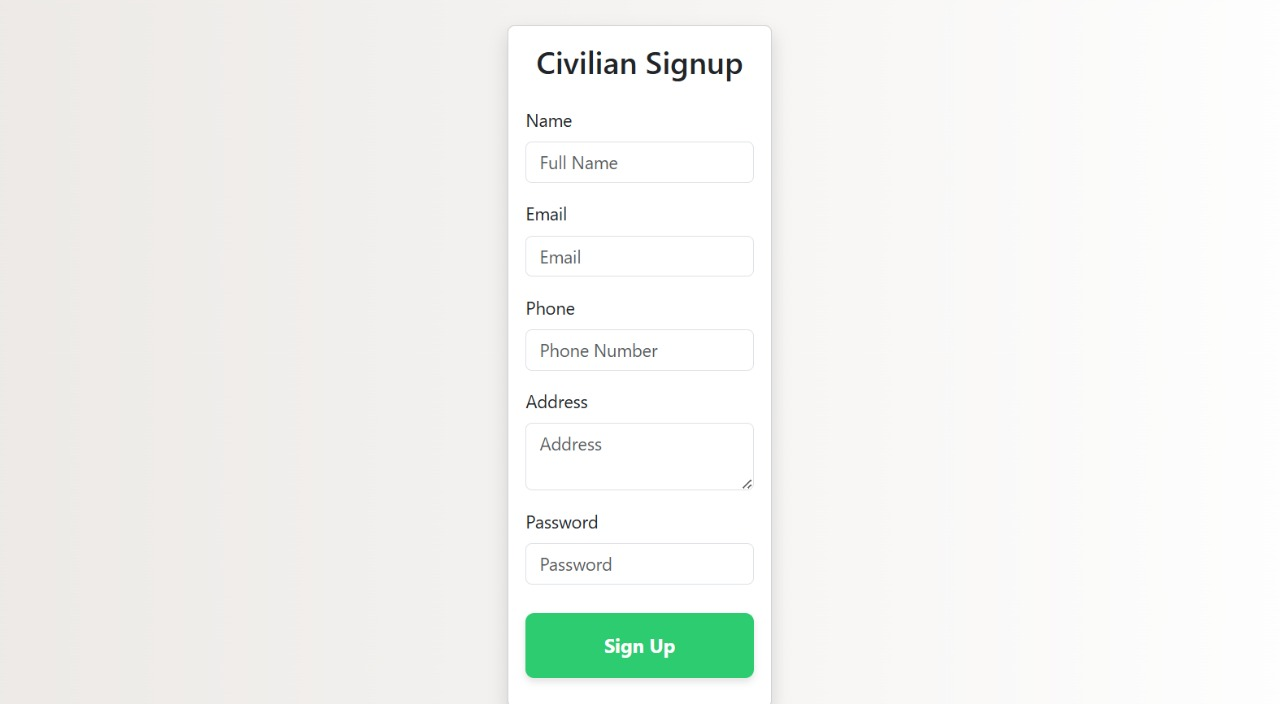 Civilian Signup
Name
Full Name
Email
Email
Phone
Phone Number
Address
Address
Password
Password
Sign Up